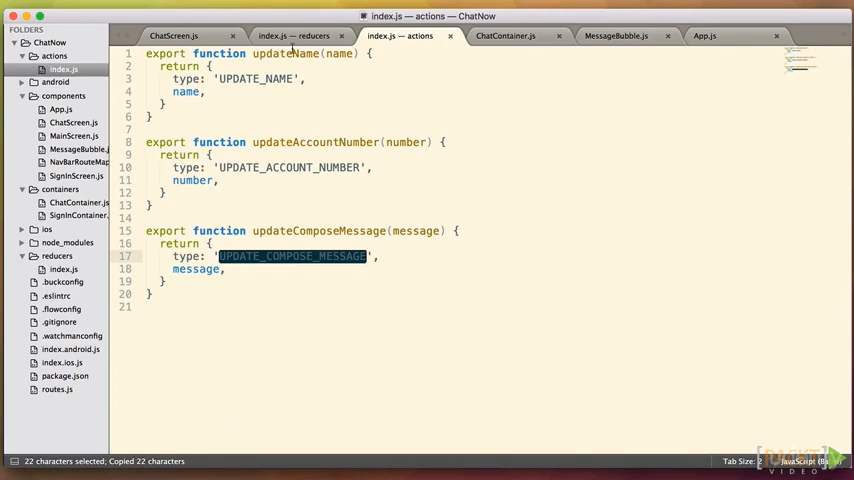 index.js — actions — ChatNow
FOLDERS
ChatNow
actions
index.js
android
components
App.js
ChatScreen.js
MainScreen.js
MessageBubble.
NavBarRouteMap
SignInScreen.js
containers
ChatContainer.js
SignInContainer.
ios
node_modules
reducers
index.js
.buckconfig
.eslintrc
.flowconfig
.gitignore
.watchmanconfig
index.android.js
index.ios.js
package.json
routes.js
ChatScreen.js
index.js — reducers
index.js — actions
ChatContainer.js
MessageBubble.js
App.js
1 export function updateName(name) {
2 return {
3 type: 'UPDATE_NAME',
4 name,
5 }
6 }
7
8 export function updateAccountNumber(number) {
9 return {
10 type: 'UPDATE_ACCOUNT_NUMBER',
11 number,
12 }
13 }
14
15 export function updateComposeMessage(message) {
16 return {
17 type: 'UPDATE_COMPOSE_MESSAGE',
18 message,
19 }
20 }
21
22 characters selected; Copied 22 characters
Tab Size: 2
JavaScript
[PACKT]
VIDEO